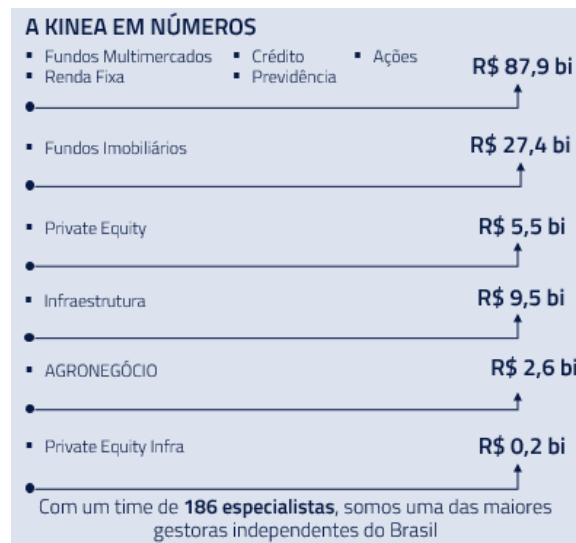 A KINEA EM NÚMEROS
▪ Fundos Multimercados ▪ Crédito ▪ Ações
▪ Renda Fixa ▪ Previdência
R$ 87,9 bi
▪ Fundos Imobiliários R$ 27,4 bi
▪ Private Equity R$ 5,5 bi
▪ Infraestrutura R$ 9,5 bi
▪ AGRONEGÓCIO R$ 2,6 bi
▪ Private Equity Infra R$ 0,2 bi
Com um time de 186 especialistas, somos uma das maiores
gestoras independentes do Brasil